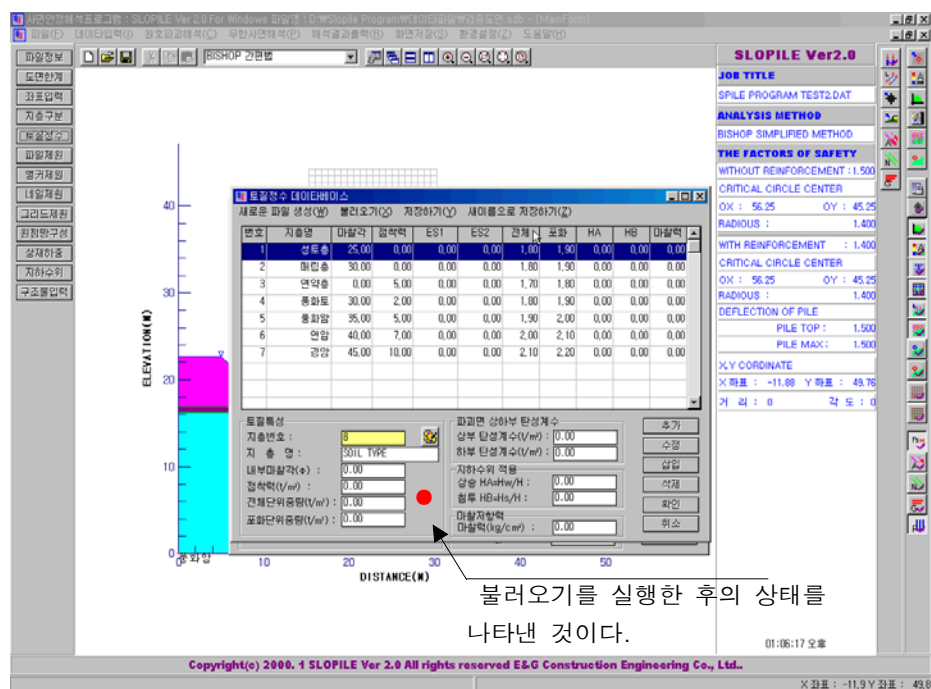 사면안정해석프로그램 : SLOPILE Ver 2.0 For Windows 파일명 : D:₩Slopile Program₩데이타파일₩검증도면.sdb - (MainForm)
파일(F) 데이타입력(I) 원호파괴해석(C) 무한사면해석(P) 해석결과출력(R) 화면저장(S) 환경설정(Z) 도움말(H)
BISHOP 간편법
파일정보
도면한계
좌표입력
지층구분
토질정수
파일제원
앵커제원
네일제원
그리드제원
원점만구성
상재하중
지하수위
구조물입력
SLOPILE Ver2.0
JOB TITLE
SPILE PROGRAM TEST2.DAT
ANALYSIS METHOD
BISHOP SIMPLIFIED METHOD
THE FACTORS OF SAFETY
WITHOUT REINFORCEMENT : 1.500
CRITICAL CIRCLE CENTER
OX : 56.25 OY : 45.25
RADIOUS : 1.400
WITH REINFORCEMENT : 1.400
CRITICAL CIRCLE CENTER
OX : 56.25 OY : 45.25
RADIOUS : 1.400
DEFLECTION OF PILE
PILE TOP : 1.500
PILE MAX : 1.500
X,Y CORDINATE
X 좌표 : -11.88 Y 좌표 : 49.76
거 리 : 0 각 도 : 0
토질정수 데이타베이스
새로운 파일 생성(W) 불러오기(X) 저장하기(Y) 새이름으로 저장하기(Z)
번호 지층명 마찰각 점착력 ES1 ES2 전체 포화 HA HB 마찰력
1 성토층 25,00 0,00 0,00 0,00 1,80 1,90 0,00 0,00 0,00
2 매립층 30,00 0,00 0,00 0,00 1,80 1,90 0,00 0,00 0,00
3 연약층 0,00 5,00 0,00 0,00 1,70 1,80 0,00 0,00 0,00
4 풍화토 30,00 2,00 0,00 0,00 1,80 1,90 0,00 0,00 0,00
5 풍화암 35,00 5,00 0,00 0,00 1,90 2,00 0,00 0,00 0,00
6 연암 40,00 7,00 0,00 0,00 2,00 2,10 0,00 0,00 0,00
7 경암 45,00 10,00 0,00 0,00 2,10 2,20 0,00 0,00 0,00
토질특성
지층번호 : 8
지 층 명 : SOIL TYPE
내부마찰각(φ) : 0.00
점착력(t/m²) : 0.00
전체단위중량(t/m³) : 0.00
포화단위중량(t/m³) : 0.00
파괴면 상하부 탄성계수
상부 탄성계수(t/m²) : 0.00
하부 탄성계수(t/m²) : 0.00
지하수위 적용
상승 HA=Hw/H : 0.00
침투 HB=Hs/H : 0.00
마찰저항력
마찰력(kg/cm²) : 0.00
추가
수정
삽입
삭제
확인
취소
ELEVATION(M)
40
30
20
10
0
풍화암
0 10 20 30 40 50
DISTANCE(M)
불러오기를 실행한 후의 상태를
나타낸 것이다.
01:06:17 오후
Copyright(c) 2000. 1 SLOPILE Ver 2.0 All rights reserved E&G Construction Engineering Co., Ltd..
X 좌표 : -11.9 Y 좌표 : 49.8